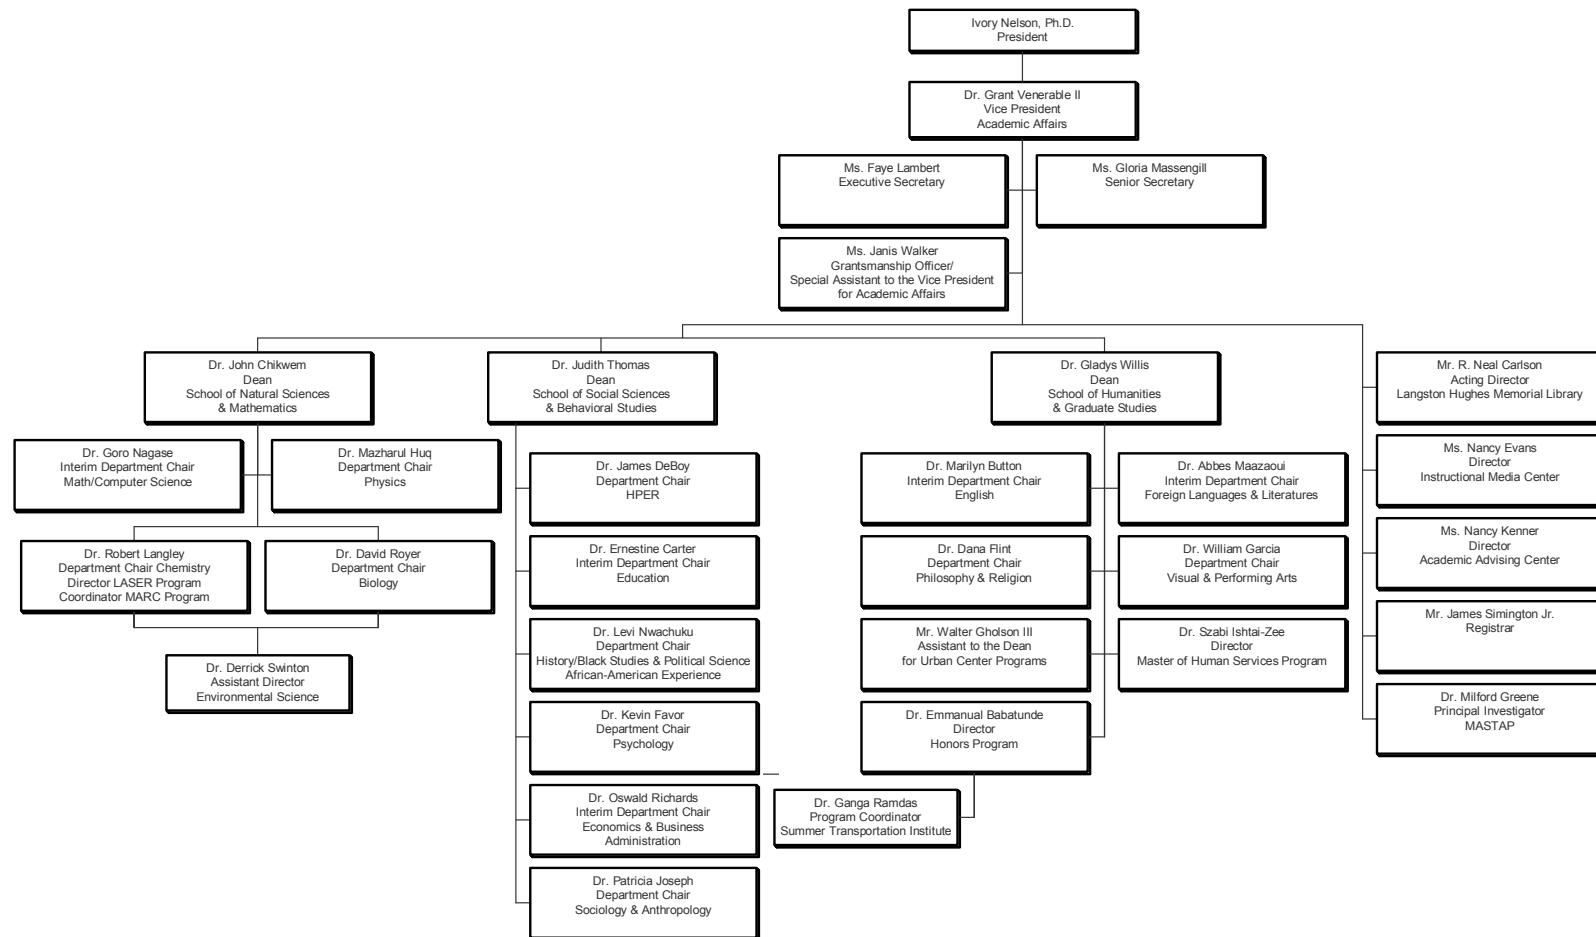 Ivory Nelson, Ph.D.
President
Dr. Grant Venerable II
Vice President
Academic Affairs
Ms. Faye Lambert
Executive Secretary
Ms. Gloria Massengill
Senior Secretary
Ms. Janis Walker
Grantsmanship Officer/
Special Assistant to the Vice President
for Academic Affairs
Dr. John Chikwem
Dean
School of Natural Sciences
& Mathematics
Dr. Goro Nagase
Interim Department Chair
Math/Computer Science
Dr. Mazharul Huq
Department Chair
Physics
Dr. Robert Langley
Department Chair Chemistry
Director LASER Program
Coordinator MARC Program
Dr. David Royer
Department Chair
Biology
Dr. Derrick Swinton
Assistant Director
Environmental Science
Dr. Judith Thomas
Dean
School of Social Sciences
& Behavioral Studies
Dr. James DeBoy
Department Chair
HPER
Dr. Ernestine Carter
Interim Department Chair
Education
Dr. Levi Nwachuku
Department Chair
History/Black Studies & Political Science
African-American Experience
Dr. Kevin Favor
Department Chair
Psychology
Dr. Oswald Richards
Interim Department Chair
Economics & Business
Administration
Dr. Patricia Joseph
Department Chair
Sociology & Anthropology
Dr. Gladys Willis
Dean
School of Humanities
& Graduate Studies
Dr. Marilyn Button
Interim Department Chair
English
Dr. Abbes Maazaoui
Interim Department Chair
Foreign Languages & Literatures
Dr. Dana Flint
Department Chair
Philosophy & Religion
Dr. William Garcia
Department Chair
Visual & Performing Arts
Mr. Walter Gholson III
Assistant to the Dean
for Urban Center Programs
Dr. Szabi Ishtai-Zee
Director
Master of Human Services Program
Dr. Emmanual Babatunde
Director
Honors Program
Dr. Ganga Ramdas
Program Coordinator
Summer Transportation Institute
Mr. R. Neal Carlson
Acting Director
Langston Hughes Memorial Library
Ms. Nancy Evans
Director
Instructional Media Center
Ms. Nancy Kenner
Director
Academic Advising Center
Mr. James Simington Jr.
Registrar
Dr. Milford Greene
Principal Investigator
MASTAP